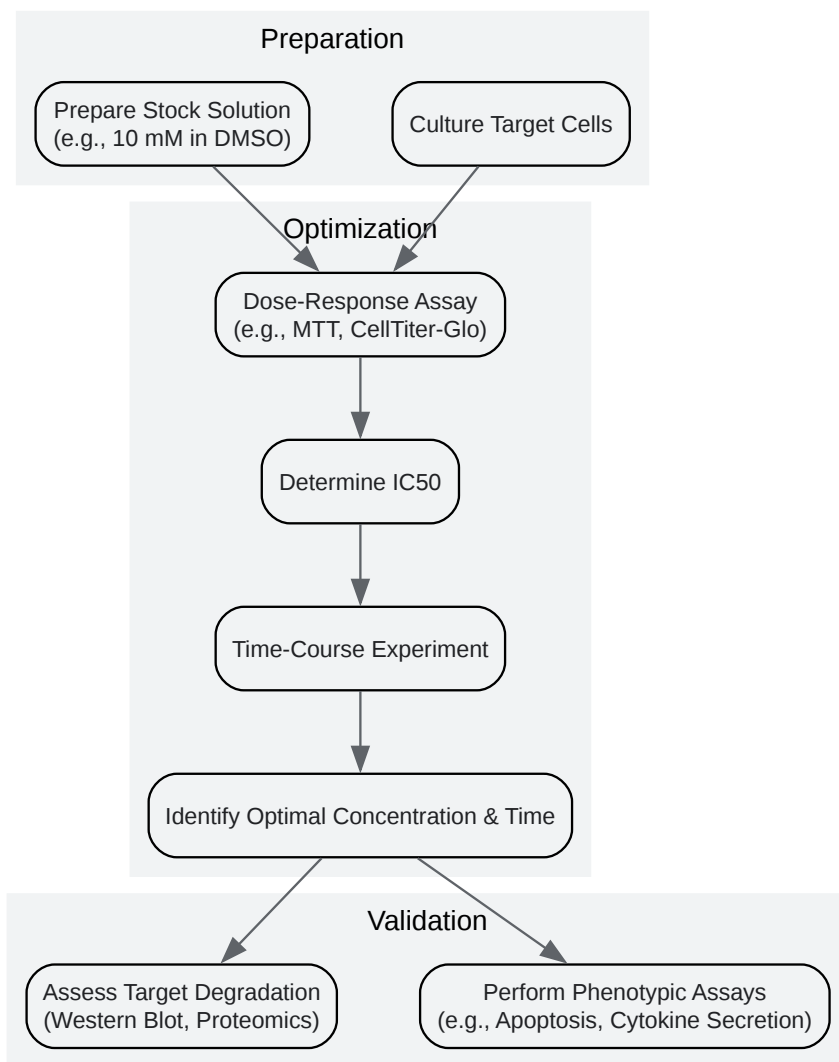 Preparation
Prepare Stock Solution
(e.g., 10 mM in DMSO)
Culture Target Cells
Optimization
Dose-Response Assay
(e.g., MTT, CellTiter-Glo)
Determine IC50
Time-Course Experiment
Identify Optimal Concentration & Time
Validation
Assess Target Degradation
(Western Blot, Proteomics)
Perform Phenotypic Assays
(e.g., Apoptosis, Cytokine Secretion)